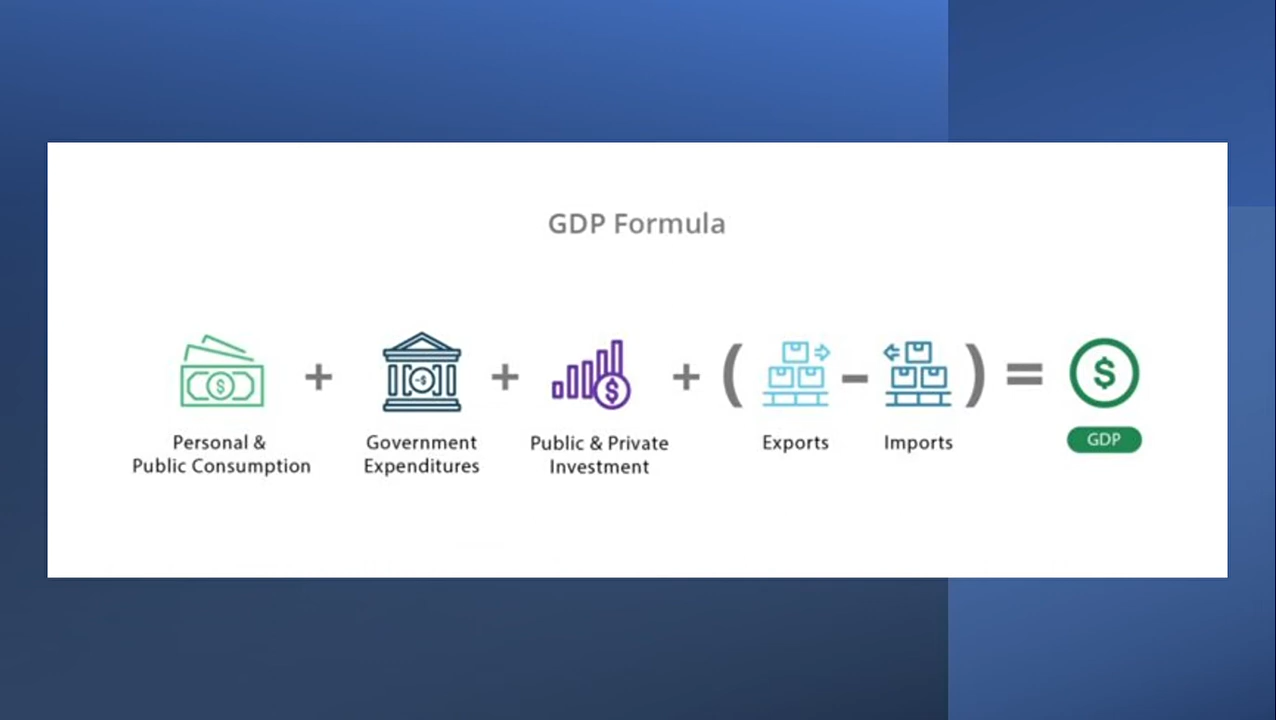 GDP Formula
Personal &
Public Consumption
+
Government
Expenditures
+
Public & Private
Investment
+
(
Exports
-
Imports
)
=
$
GDP